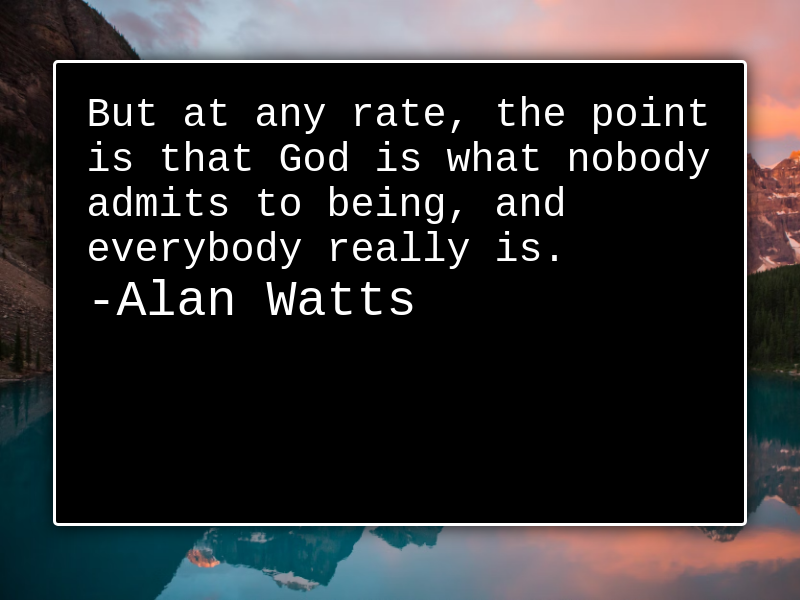 But at any rate, the point
is that God is what nobody
admits to being, and
everybody really is.
-Alan Watts